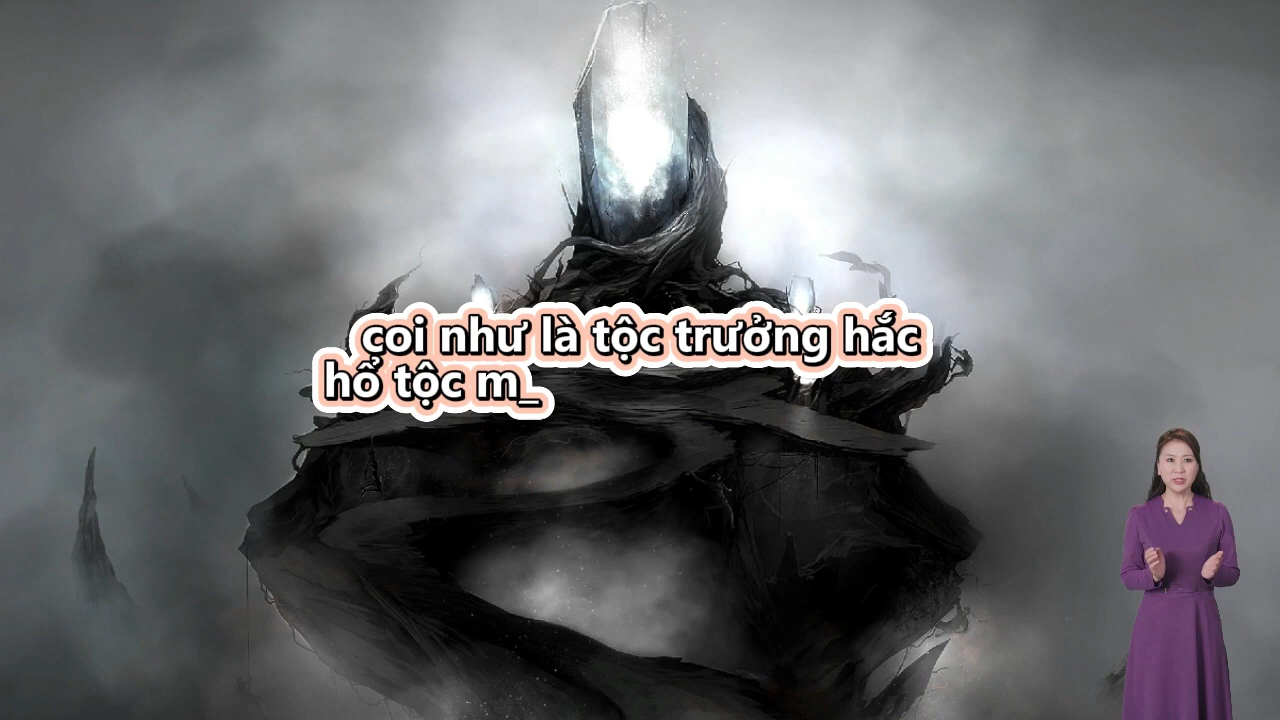 coi như là tộc trưởng hắc
hổ tộc m_